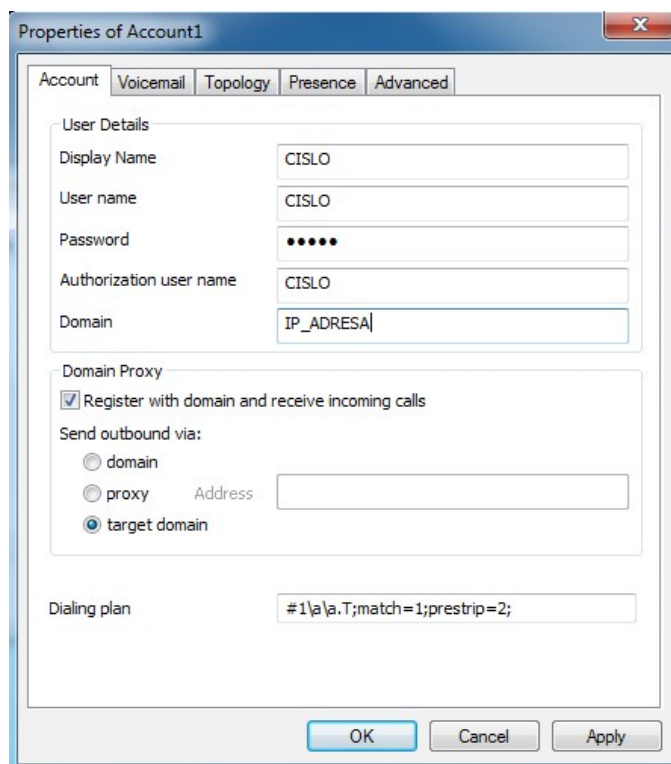 Properties of Account1
Account Voicemail Topology Presence Advanced
User Details
Display Name CISLO
User name CISLO
Password •••••
Authorization user name CISLO
Domain IP_ADRESA
Domain Proxy
Register with domain and receive incoming calls
Send outbound via:
domain
proxy Address
target domain
Dialing plan #1\a\a.T;match=1;prestrip=2;
OK Cancel Apply